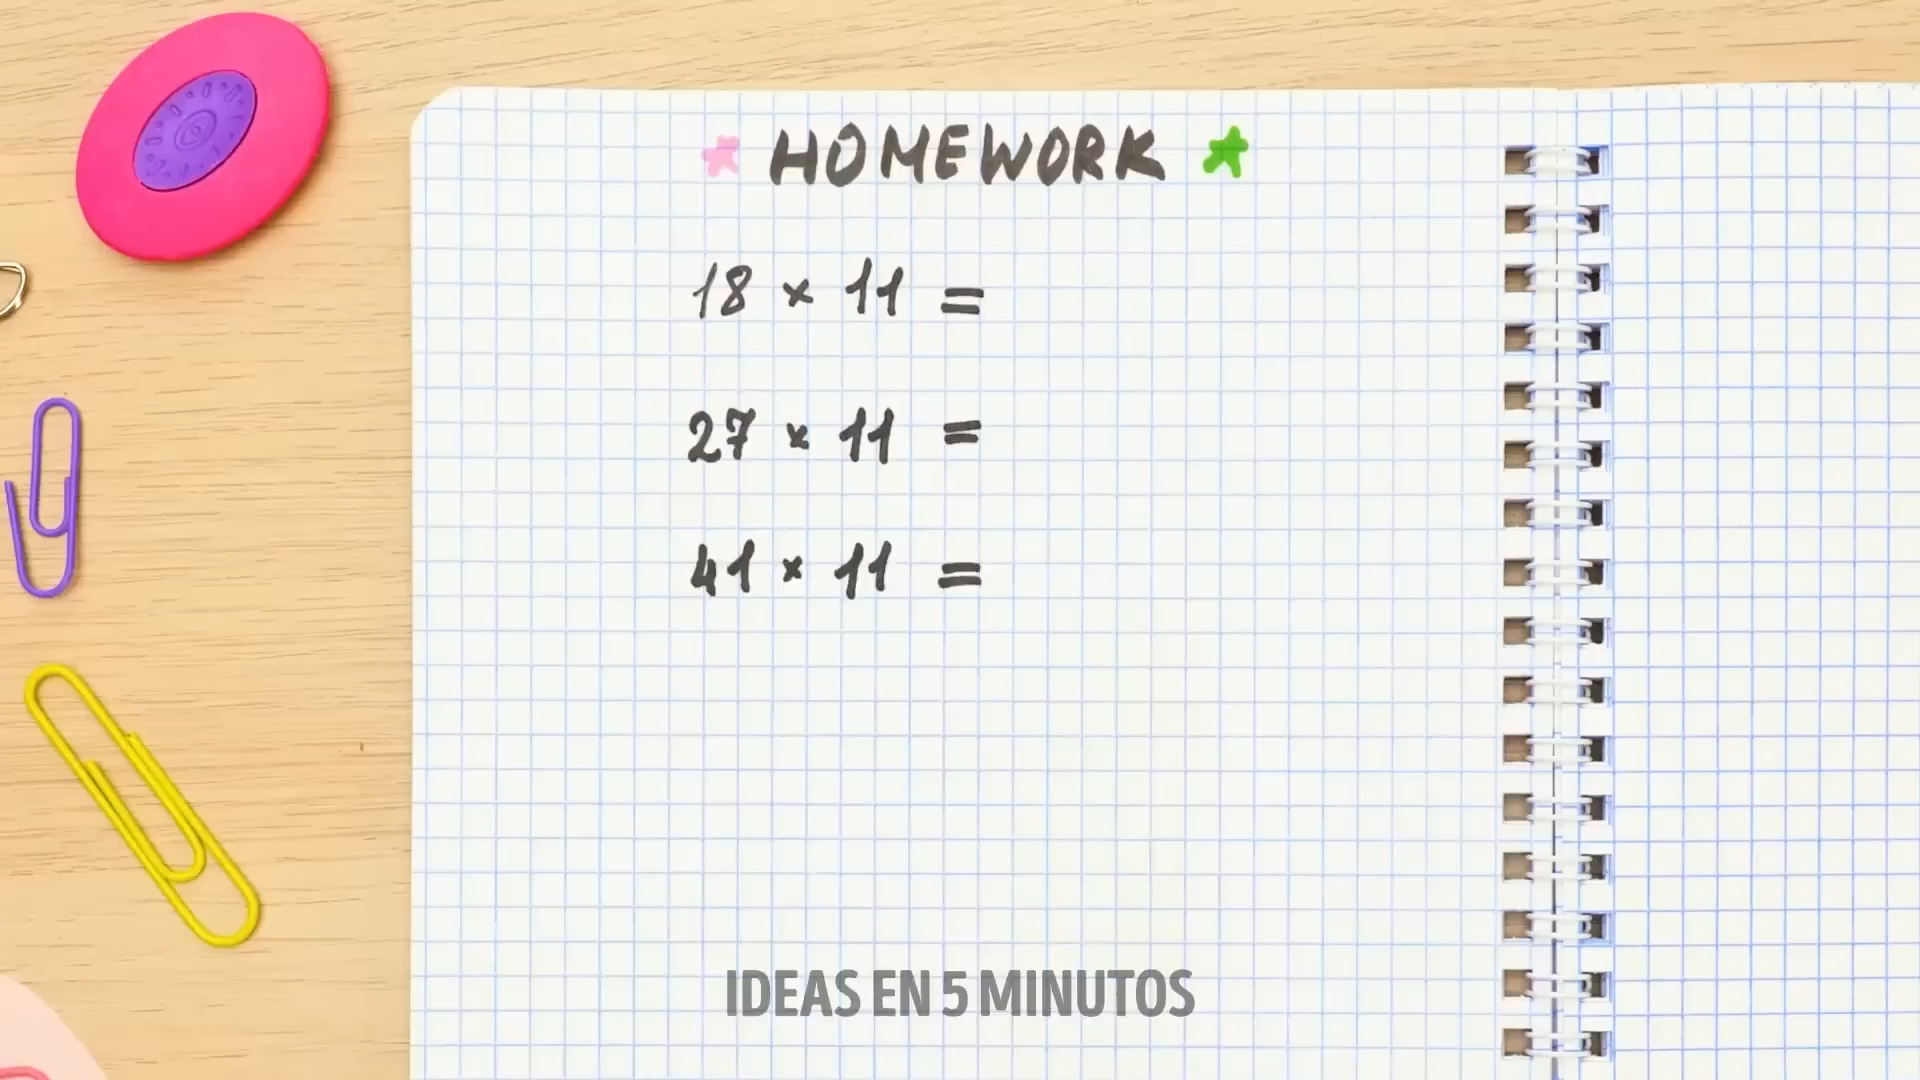 HOMEWORK
18 × 11 =
27 × 11 =
41 × 11 =
IDEAS EN 5 MINUTOS